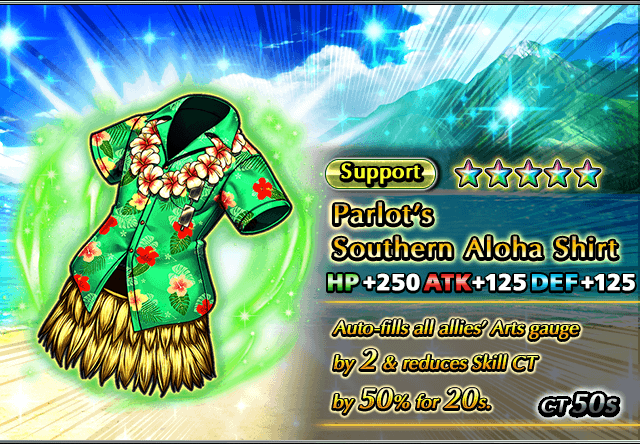 Support
Parlot's
Southern Aloha Shirt
HP +250 ATK+125 DEF+125
Auto-fills all allies' Arts gauge
by 2 & reduces Skill CT
by 50% for 20s.
CT 50s